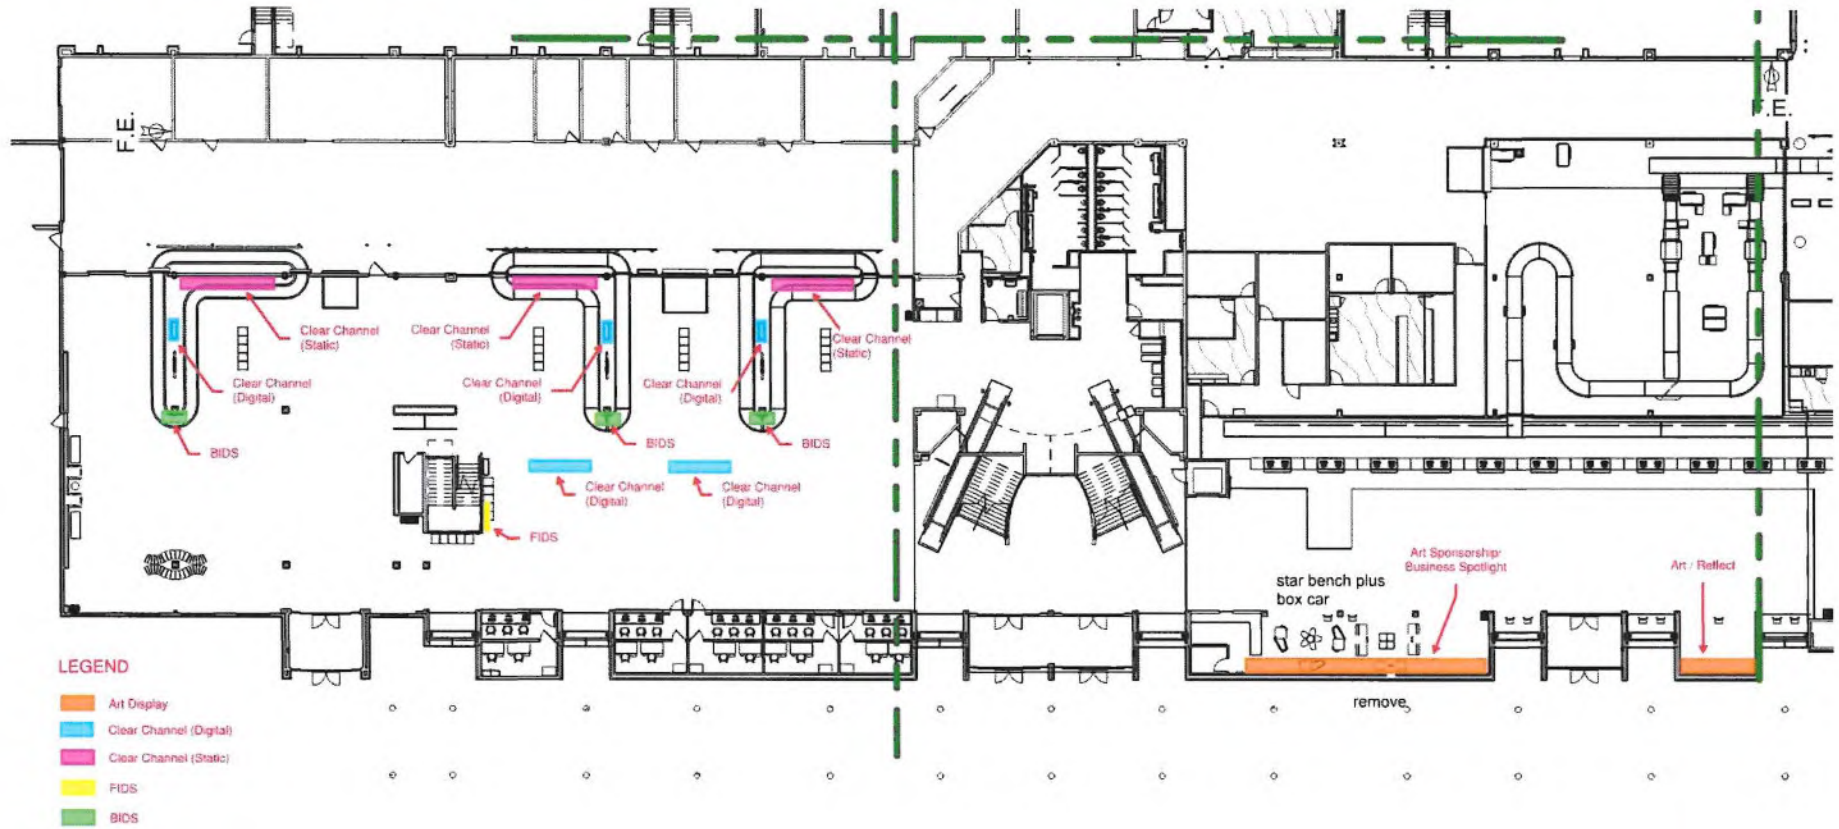 F.E.
F.E.
Clear Channel
(Static)
Clear Channel
(Static)
Clear Channel
(Static)
Clear Channel
(Digital)
Clear Channel
(Digital)
Clear Channel
(Digital)
BIDS
BIDS
BIDS
Clear Channel
(Digital)
Clear Channel
(Digital)
FIDS
Art Sponsorship/
Business Spotlight
Art / Reflect
star bench plus
box car
remove
LEGEND
Art Display
Clear Channel (Digital)
Clear Channel (Static)
FIDS
BIDS